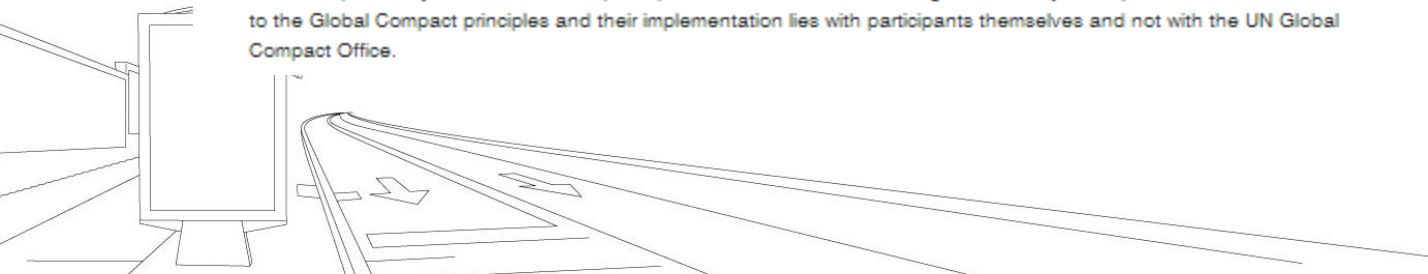 to the Global Compact principles and their implementation lies with participants themselves and not with the UN Global
Compact Office.